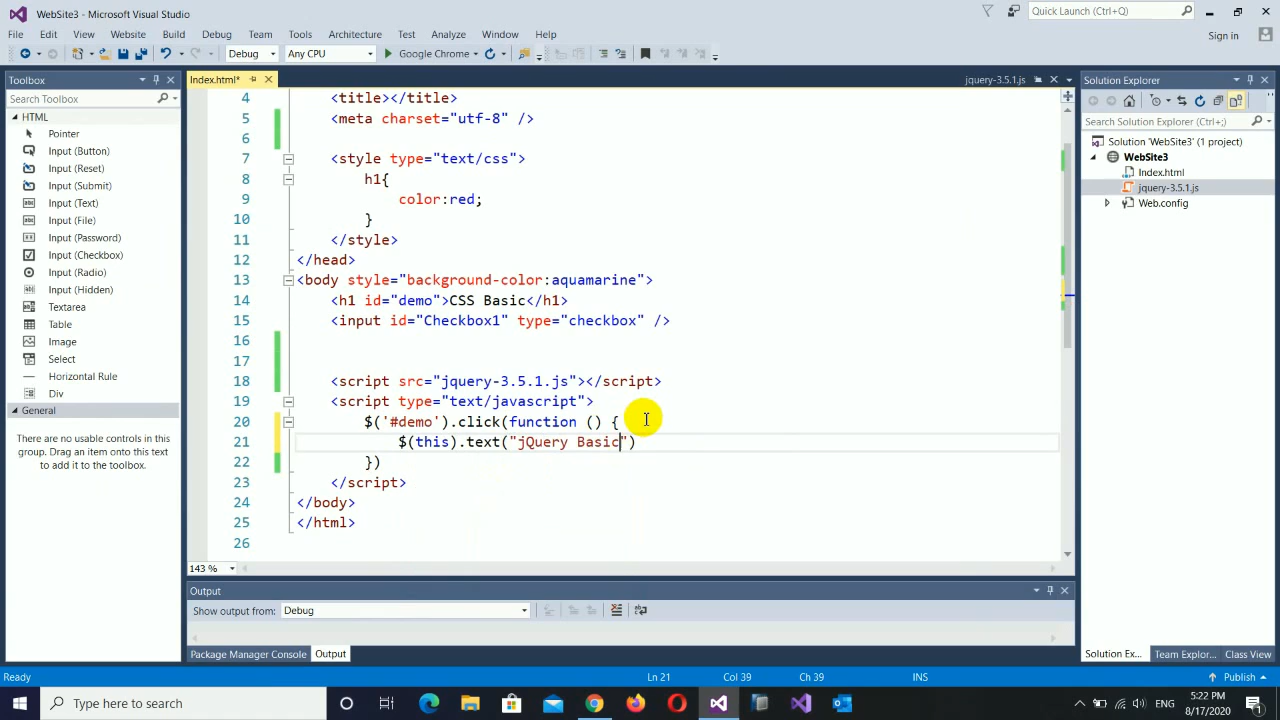 WebSite3 - Microsoft Visual Studio
Quick Launch (Ctrl+;)
File Edit View Website Build Debug Team Tools Architecture Test Analyze Window Help
Sign in
Debug Any CPU Google Chrome
Toolbox
Search Toolbox
HTML
Pointer
Input (Button)
Input (Reset)
Input (Submit)
Input (Text)
Input (File)
Input (Password)
Input (Checkbox)
Input (Radio)
Input (Hidden)
Textarea
Table
Image
Select
Horizontal Rule
Div
General
There are no usable controls in this
group. Drag an item onto this text
to add it to the toolbox.
Index.html*
jquery-3.5.1.js
4 <title></title>
5 <meta charset="utf-8" />
6
7 <style type="text/css">
8 h1{
9 color:red;
10 }
11 </style>
12 </head>
13 <body style="background-color:aquamarine">
14 <h1 id="demo">CSS Basic</h1>
15 <input id="Checkbox1" type="checkbox" />
16
17
18 <script src="jquery-3.5.1.js"></script>
19 <script type="text/javascript">
20 $('#demo').click(function () {
21 $(this).text("jQuery Basic")
22 })
23 </script>
24 </body>
25 </html>
26
143 %
Output
Show output from: Debug
Package Manager Console Output
Solution Explorer
Search Solution Explorer (Ctrl+;)
Solution 'WebSite3' (1 project)
WebSite3
Index.html
jquery-3.5.1.js
Web.config
Solution Ex... Team Explor... Class View
Ready Ln 21 Col 39 Ch 39 INS Publish
Type here to search
ENG
5:22 PM
8/17/2020